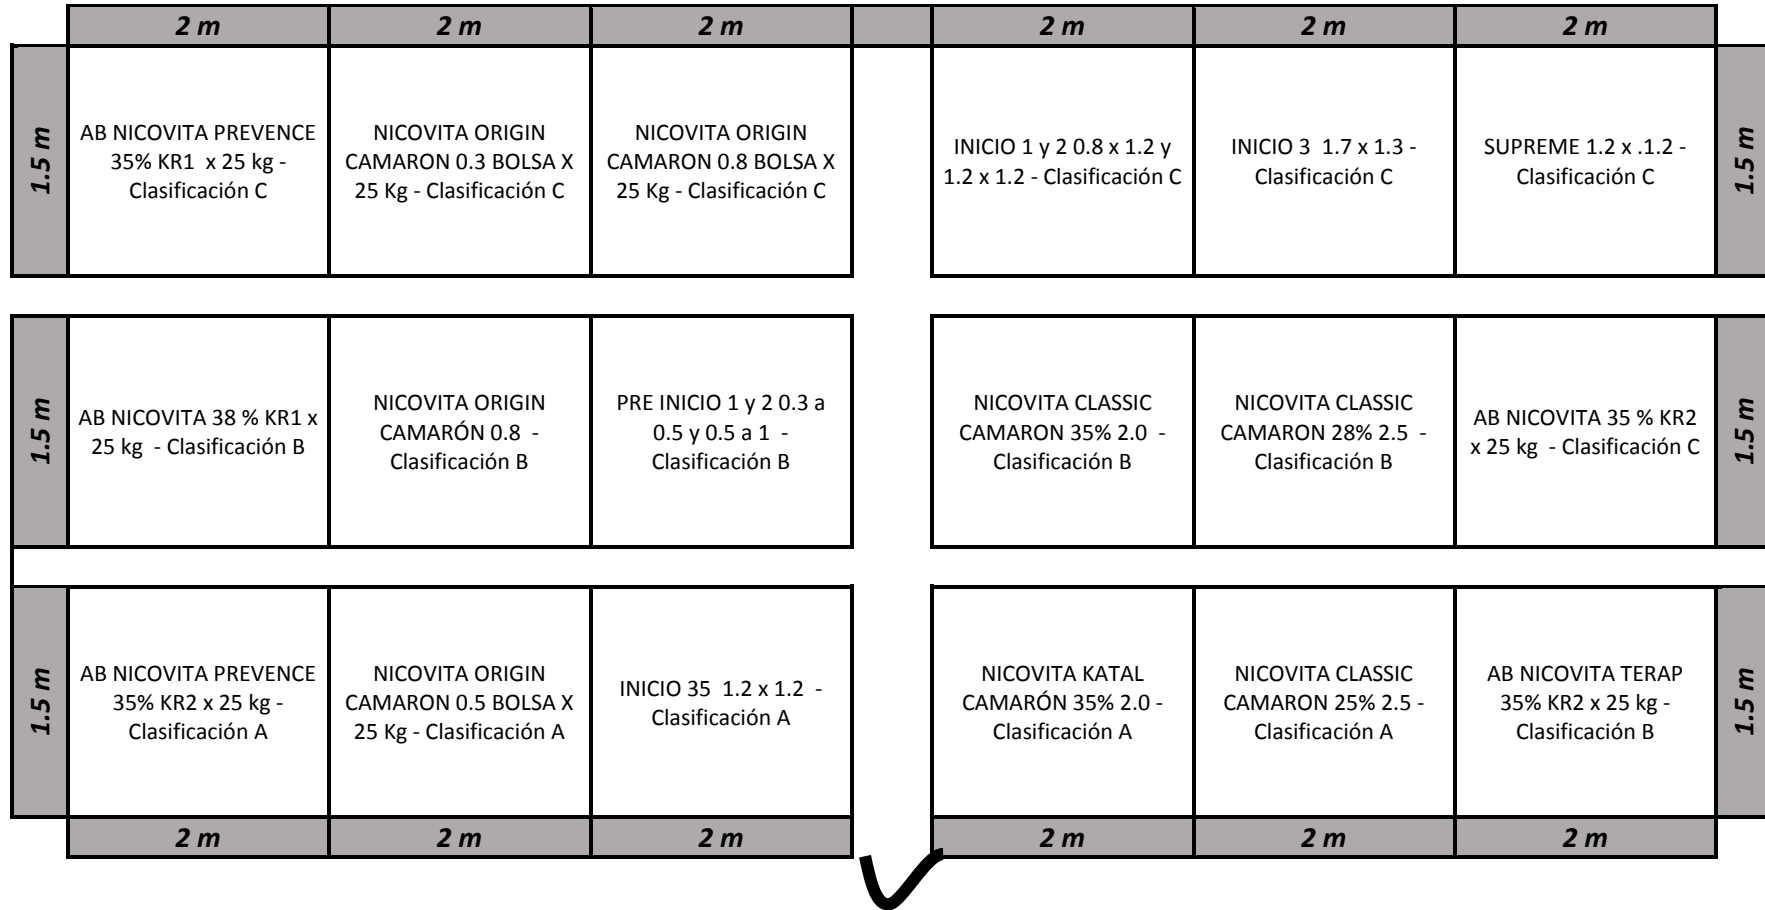 2 m 2 m 2 m 2 m 2 m 2 m
1.5 m
AB NICOVITA PREVENCE
35% KR1 x 25 kg -
Clasificación C
NICOVITA ORIGIN
CAMARON 0.3 BOLSA X
25 Kg - Clasificación C
NICOVITA ORIGIN
CAMARON 0.8 BOLSA X
25 Kg - Clasificación C
INICIO 1 y 2 0.8 x 1.2 y
1.2 x 1.2 - Clasificación C
INICIO 3 1.7 x 1.3 -
Clasificación C
SUPREME 1.2 x .1.2 -
Clasificación C
1.5 m
1.5 m
AB NICOVITA 38 % KR1 x
25 kg - Clasificación B
NICOVITA ORIGIN
CAMARÓN 0.8 -
Clasificación B
PRE INICIO 1 y 2 0.3 a
0.5 y 0.5 a 1 -
Clasificación B
NICOVITA CLASSIC
CAMARON 35% 2.0 -
Clasificación B
NICOVITA CLASSIC
CAMARON 28% 2.5 -
Clasificación B
AB NICOVITA 35 % KR2
x 25 kg - Clasificación C
1.5 m
1.5 m
AB NICOVITA PREVENCE
35% KR2 x 25 kg -
Clasificación A
NICOVITA ORIGIN
CAMARON 0.5 BOLSA X
25 Kg - Clasificación A
INICIO 35 1.2 x 1.2 -
Clasificación A
NICOVITA KATAL
CAMARÓN 35% 2.0 -
Clasificación A
NICOVITA CLASSIC
CAMARON 25% 2.5 -
Clasificación A
AB NICOVITA TERAP
35% KR2 x 25 kg -
Clasificación B
1.5 m
2 m 2 m 2 m 2 m 2 m 2 m